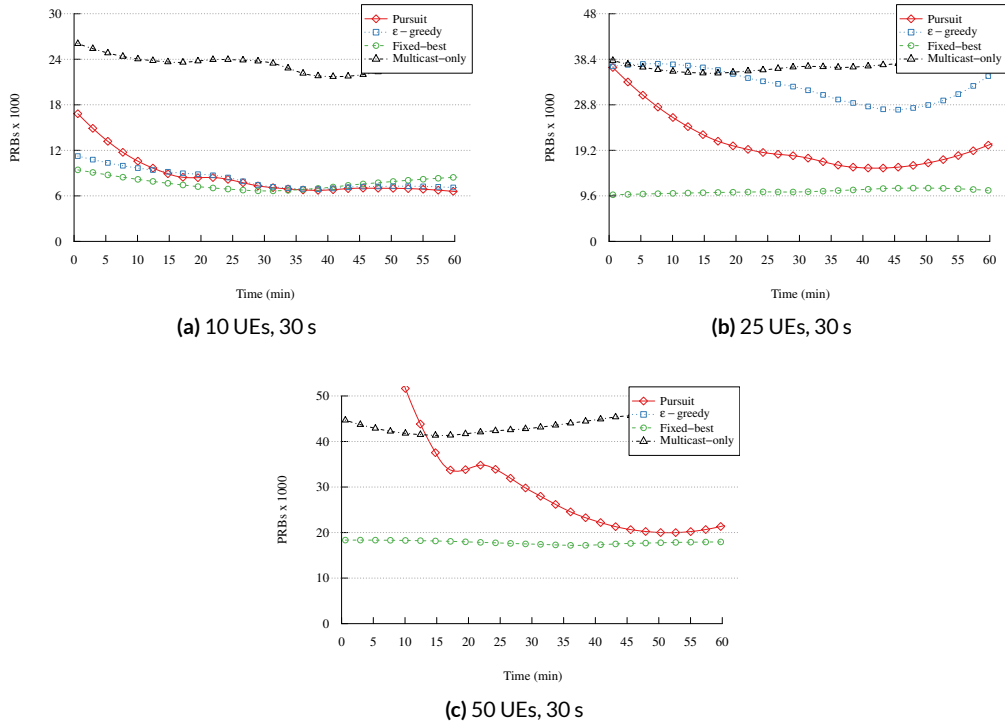 30
24
18
12
6
0
PRBs x 1000
Pursuit
ε−greedy
Fixed−best
Multicast−only
0 5 10 15 20 25 30 35 40 45 50 55 60
Time (min)
(a) 10 UEs, 30 s
48
38.4
28.8
19.2
9.6
0
PRBs x 1000
Pursuit
ε−greedy
Fixed−best
Multicast−only
0 5 10 15 20 25 30 35 40 45 50 55 60
Time (min)
(b) 25 UEs, 30 s
50
40
30
20
10
0
PRBs x 1000
Pursuit
ε−greedy
Fixed−best
Multicast−only
0 5 10 15 20 25 30 35 40 45 50 55 60
Time (min)
(c) 50 UEs, 30 s